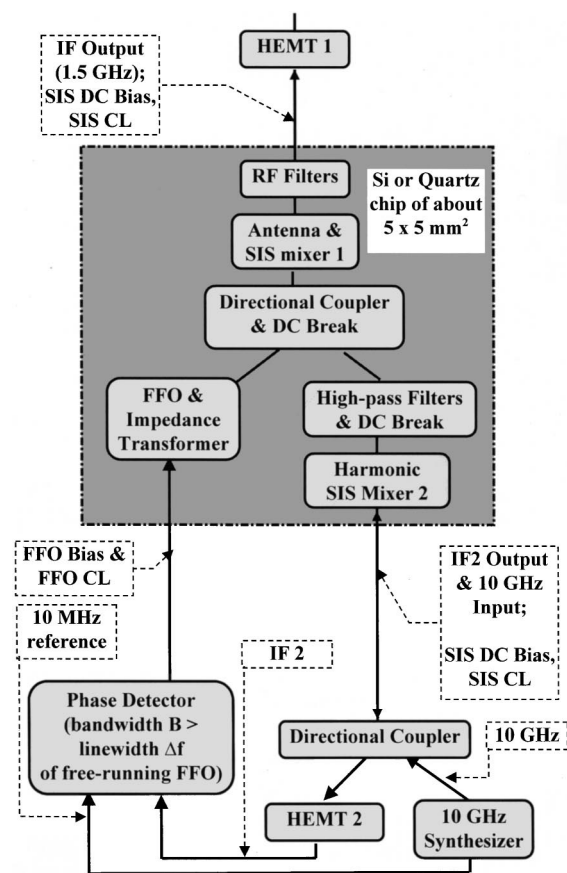 HEMT 1
IF Output
(1.5 GHz);
SIS DC Bias,
SIS CL
RF Filters
Si or Quartz
chip of about
5 x 5 mm²
Antenna &
SIS mixer 1
Directional Coupler
& DC Break
FFO &
Impedance
Transformer
High-pass Filters
& DC Break
Harmonic
SIS Mixer 2
FFO Bias &
FFO CL
IF2 Output
& 10 GHz
Input;
SIS DC Bias,
SIS CL
10 MHz
reference
IF 2
Phase Detector
(bandwidth B >
linewidth Δf
of free-running FFO)
Directional Coupler
10 GHz
HEMT 2
10 GHz
Synthesizer